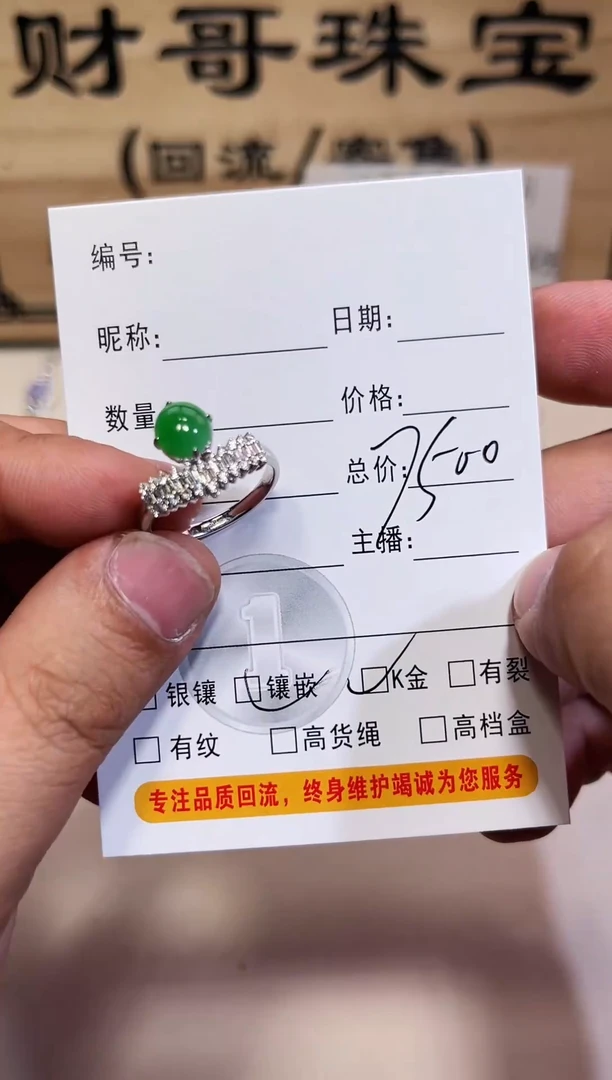 财哥珠宝
(回流/
编号:
昵称: 日期:
数量 价格:
总价: 7500
主播:
1
银镶 镶嵌 K金 有裂
有纹 高货绳 高档盒
专注品质回流，终身维护竭诚为您服务